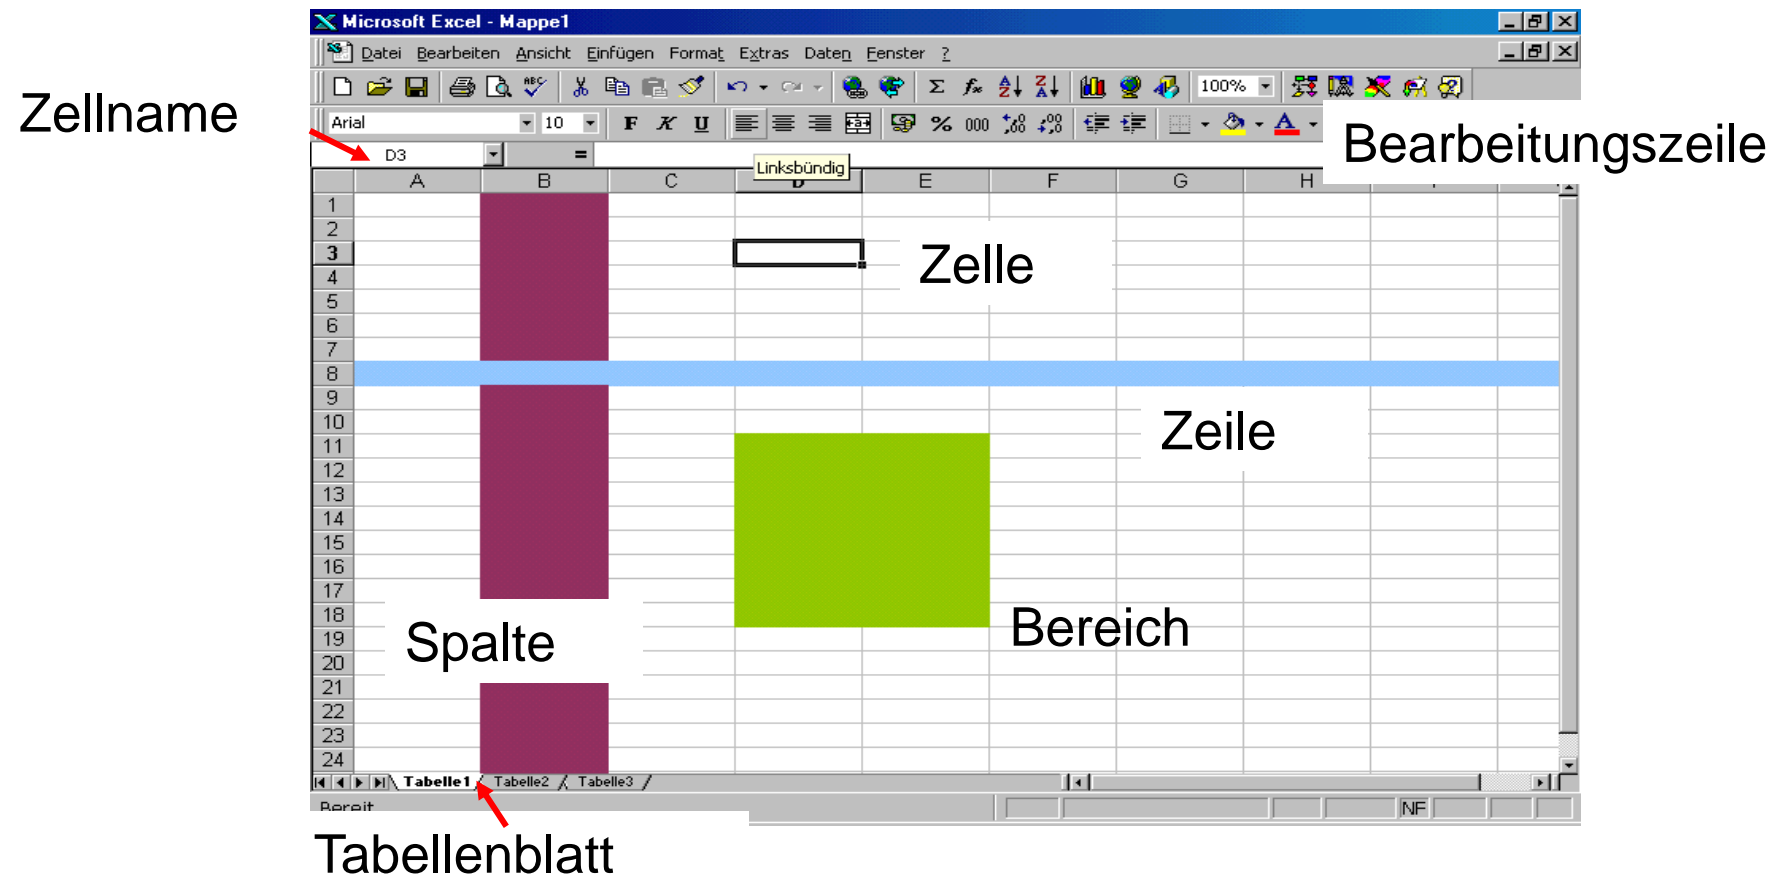 Microsoft Excel - Mappe1
Datei Bearbeiten Ansicht Einfügen Format Extras Daten Fenster ?
100%
Zellname
Arial 10 F K U % 000
Bearbeitungszeile
D3 =
Linksbündig
A B C D E F G H
1
2
3
Zelle
4
5
6
7
8
9
10
Zeile
11
12
13
14
15
16
17
18
Bereich
19
Spalte
20
21
22
23
24
Tabelle1 Tabelle2 Tabelle3
Bereit NF
Tabellenblatt